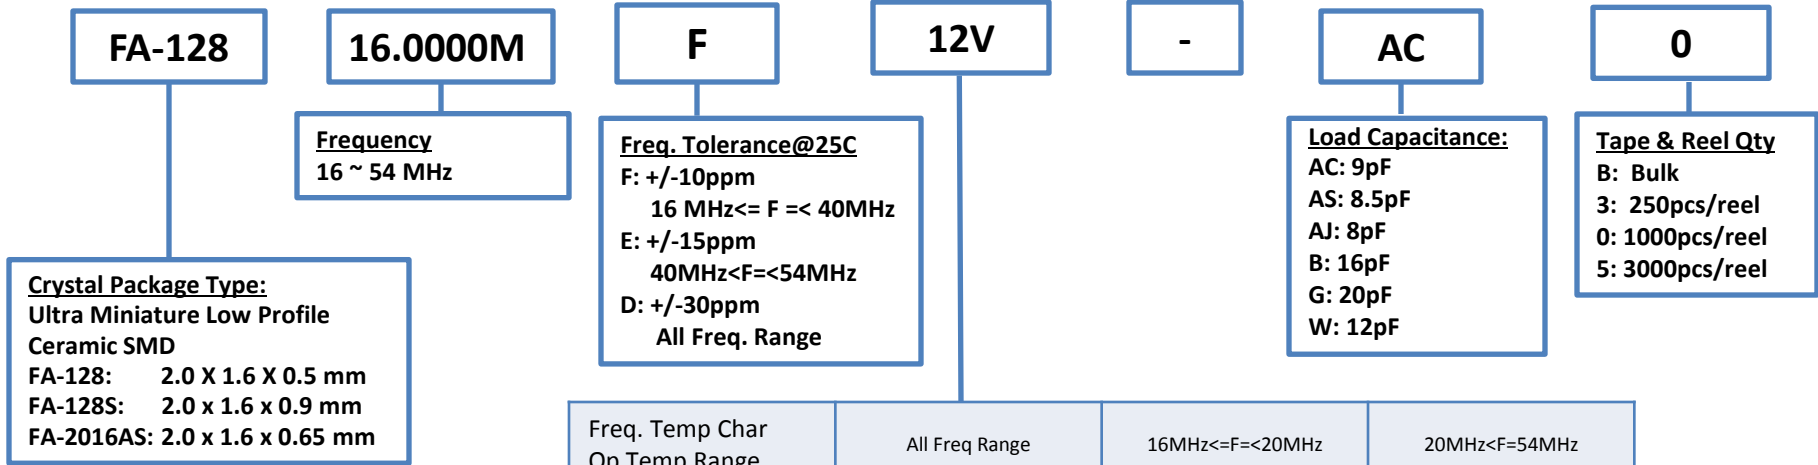 FA-128
16.0000M
F
12V
-
AC
0
Frequency
16 ~ 54 MHz
Freq. Tolerance@25C
F: +/-10ppm
16 MHz<= F =< 40MHz
E: +/-15ppm
40MHz<F=<54MHz
D: +/-30ppm
All Freq. Range
Load Capacitance:
AC: 9pF
AS: 8.5pF
AJ: 8pF
B: 16pF
G: 20pF
W: 12pF
Tape & Reel Qty
B: Bulk
3: 250pcs/reel
0: 1000pcs/reel
5: 3000pcs/reel
Crystal Package Type:
Ultra Miniature Low Profile
Ceramic SMD
FA-128: 2.0 X 1.6 X 0.5 mm
FA-128S: 2.0 x 1.6 x 0.9 mm
FA-2016AS: 2.0 x 1.6 x 0.65 mm
Freq. Temp Char
Op Temp Range
All Freq Range
16MHz<=F=<20MHz
20MHz<F=54MHz